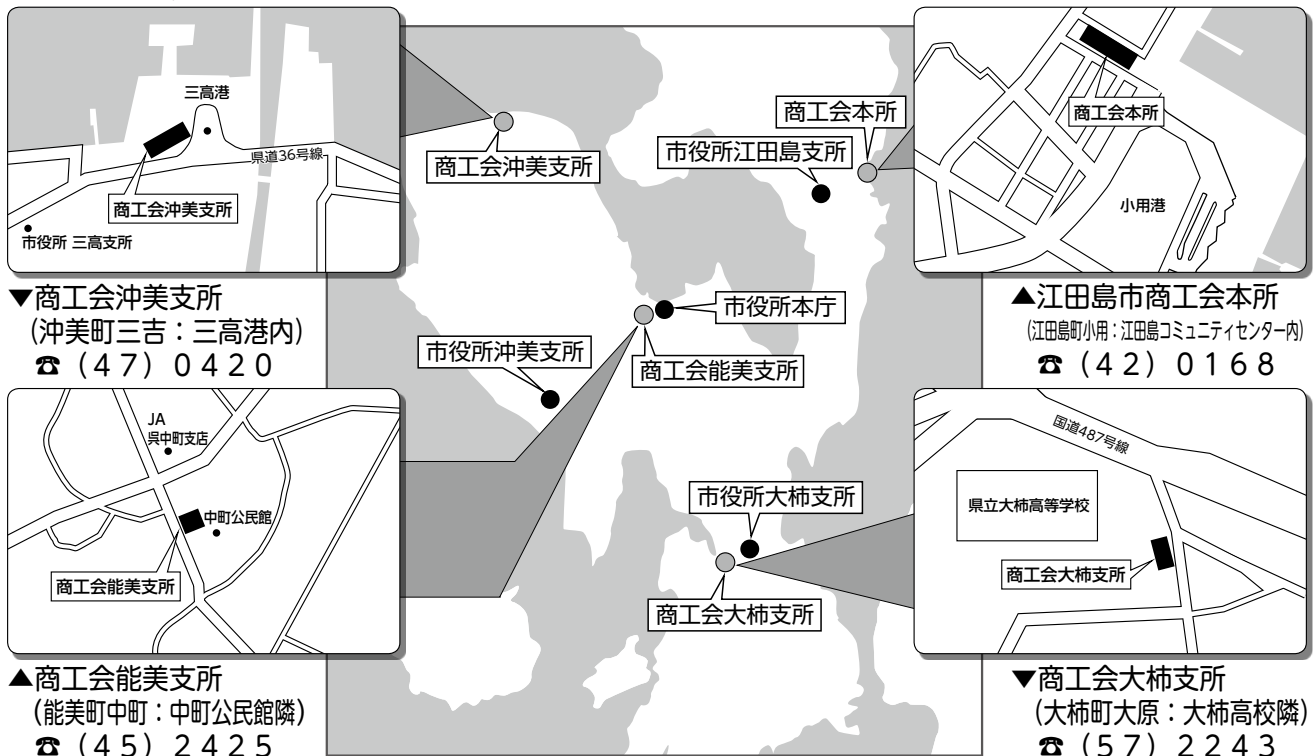 三高港
県道36号線
商工会沖美支所
市役所 三高支所
▼商工会沖美支所
(沖美町三吉：三高港内)
☎（４７）０４２０
JA
呉中町支店
中町公民館
商工会能美支所
▲商工会能美支所
(能美町中町：中町公民館隣)
☎（４５）２４２５
商工会沖美支所
商工会本所
市役所江田島支所
市役所本庁
市役所沖美支所
商工会能美支所
市役所大柿支所
商工会大柿支所
商工会本所
小用港
▲江田島市商工会本所
(江田島町小用：江田島コミュニティセンター内)
☎（４２）０１６８
国道487号線
県立大柿高等学校
商工会大柿支所
▼商工会大柿支所
(大柿町大原：大柿高校隣)
☎（５７）２２４３